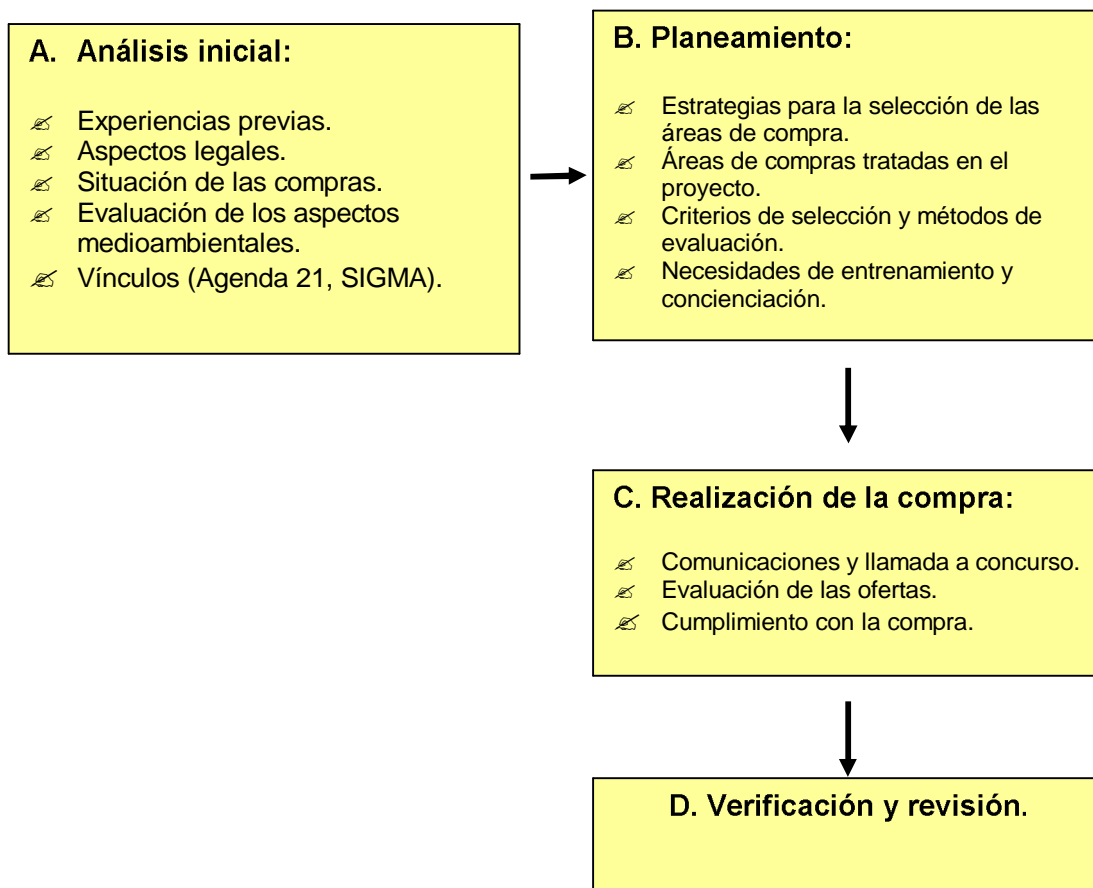 A. Análisis inicial:
Experiencias previas.
Aspectos legales.
Situación de las compras.
Evaluación de los aspectos
medioambientales.
Vínculos (Agenda 21, SIGMA).
B. Planeamiento:
Estrategias para la selección de las
áreas de compra.
Áreas de compras tratadas en el
proyecto.
Criterios de selección y métodos de
evaluación.
Necesidades de entrenamiento y
concienciación.
C. Realización de la compra:
Comunicaciones y llamada a concurso.
Evaluación de las ofertas.
Cumplimiento con la compra.
D. Verificación y revisión.